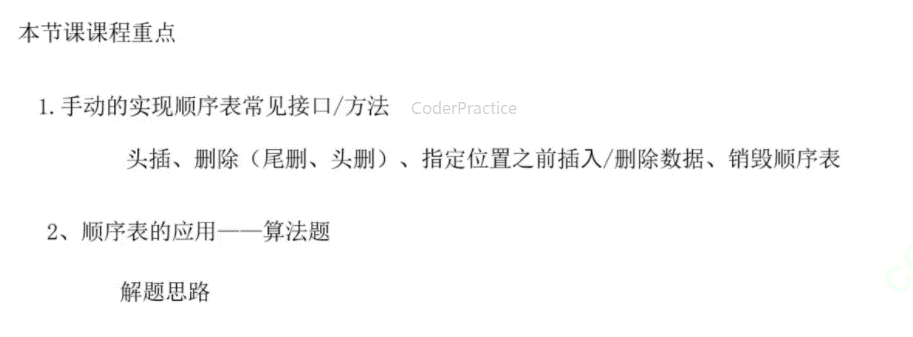 本节课课程重点
1.手动的实现顺序表常见接口/方法 CoderPractice
头插、删除（尾删、头删）、指定位置之前插入/删除数据、销毁顺序表
2、顺序表的应用——算法题
解题思路